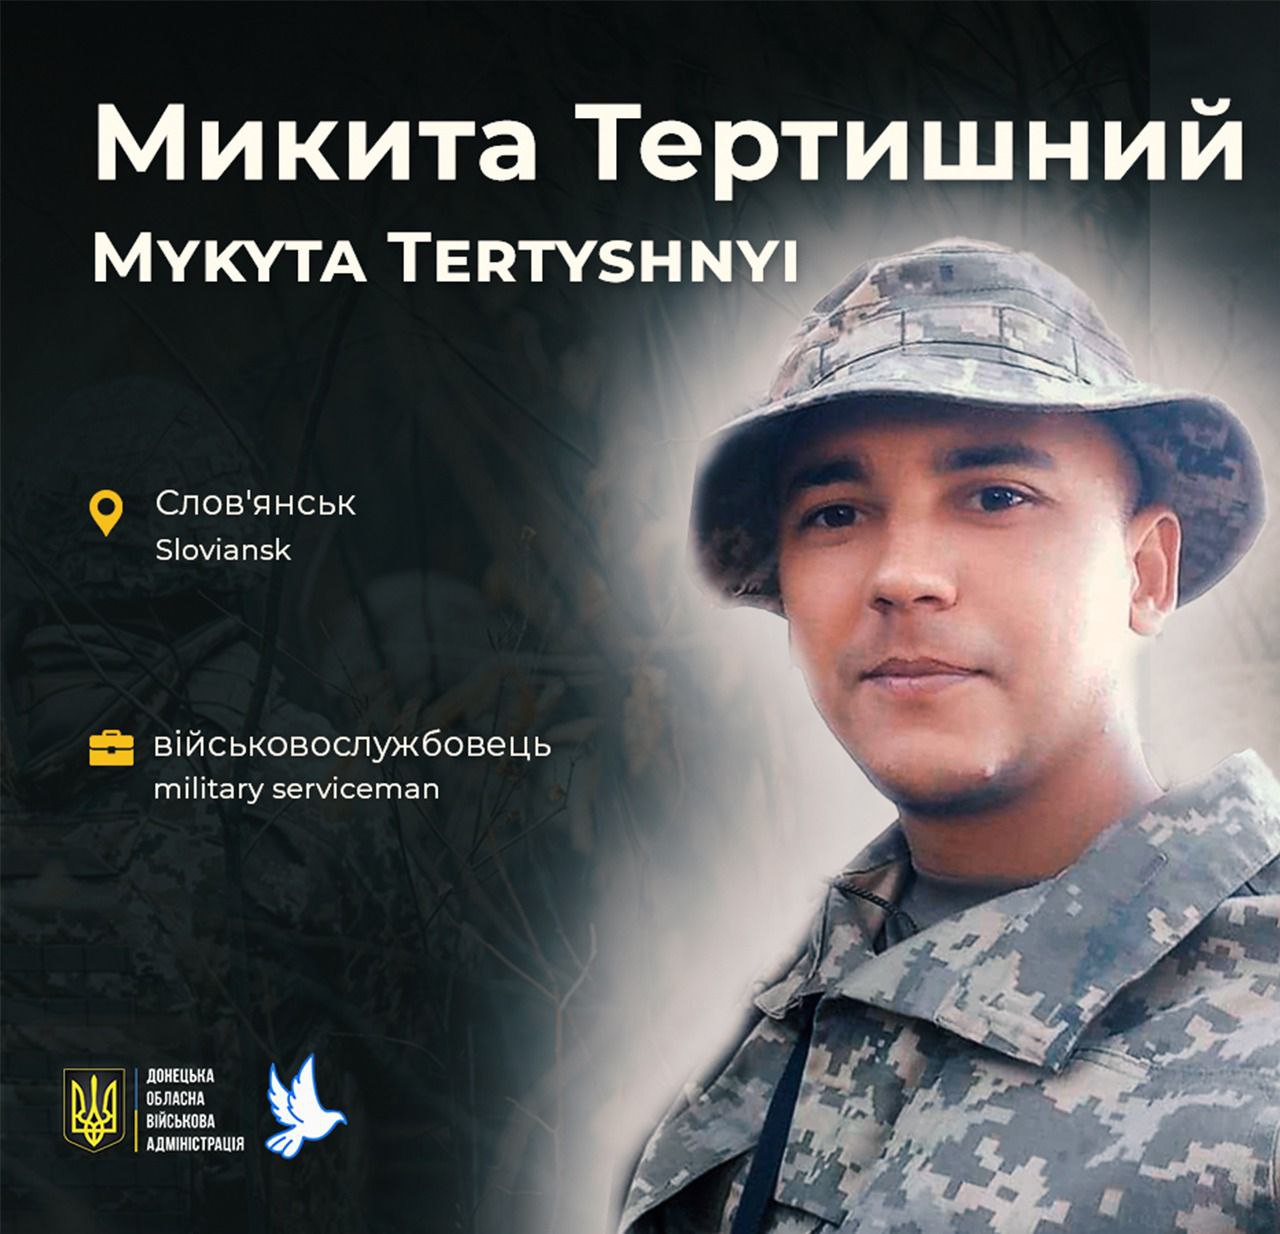 Микита Тертишний
MYKYTA TERTYSHNYI
Слов'янськ
Sloviansk
військовослужбовець
military serviceman
ДОНЕЦЬКА
ОБЛАСНА
ВІЙСЬКОВА
АДМІНІСТРАЦІЯ